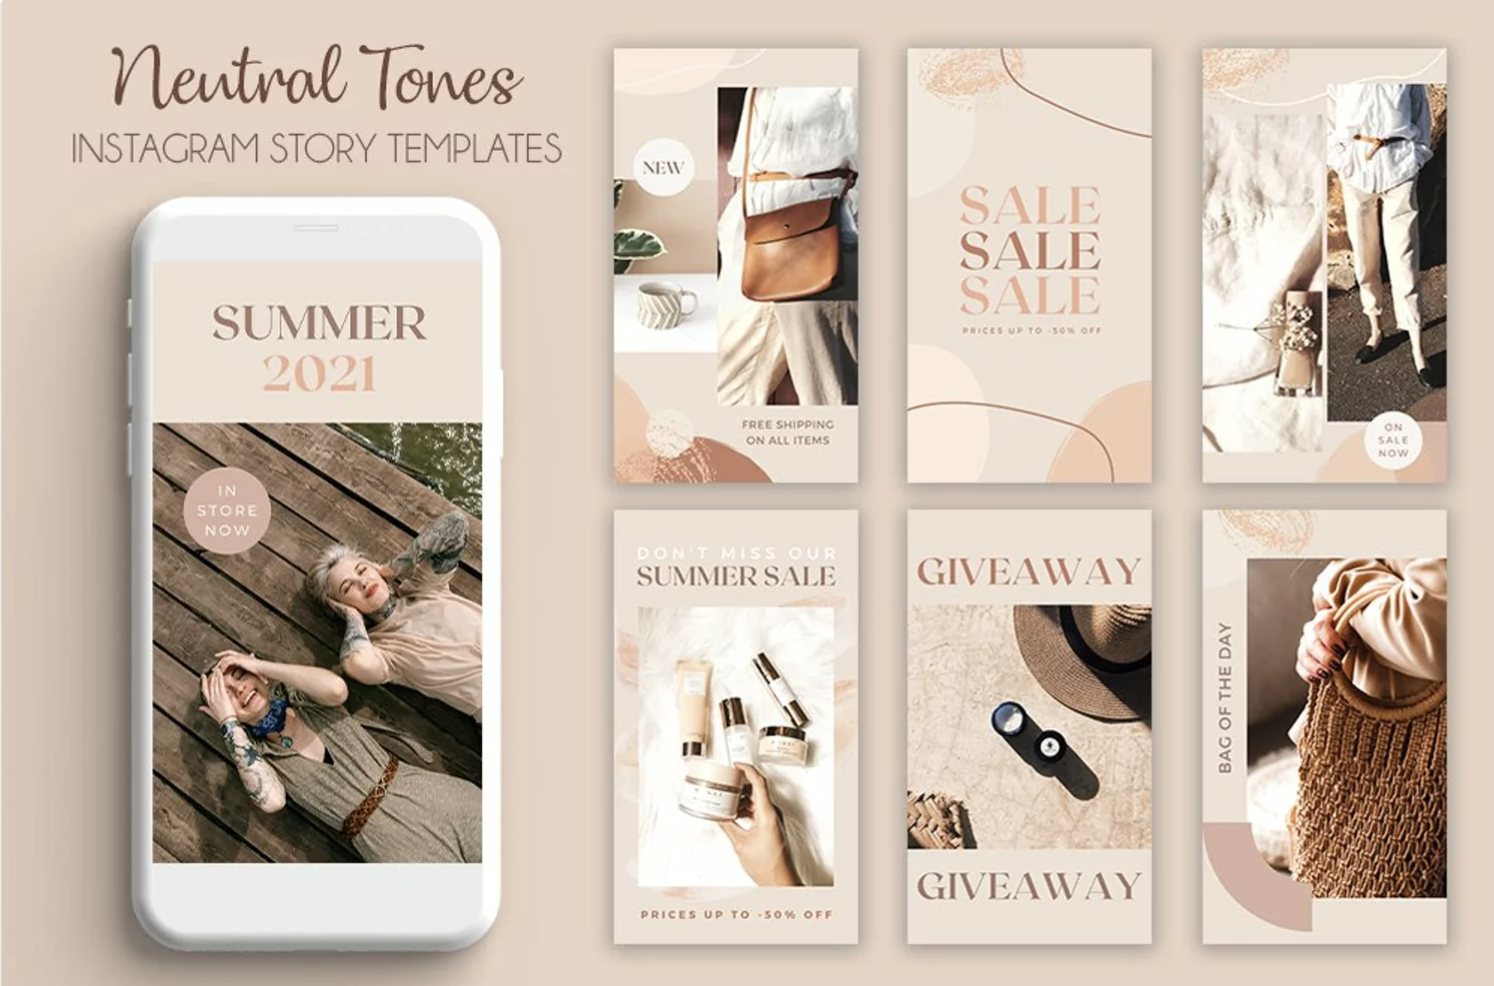 Neutral Tones
INSTAGRAM STORY TEMPLATES
SUMMER
2021
IN
STORE
NOW
NEW
FREE SHIPPING
ON ALL ITEMS
SALE
SALE
SALE
PRICES UP TO -50% OFF
ON
SALE
NOW
DON'T MISS OUR
SUMMER SALE
PRICES UP TO -50% OFF
GIVEAWAY
GIVEAWAY
BAG OF THE DAY